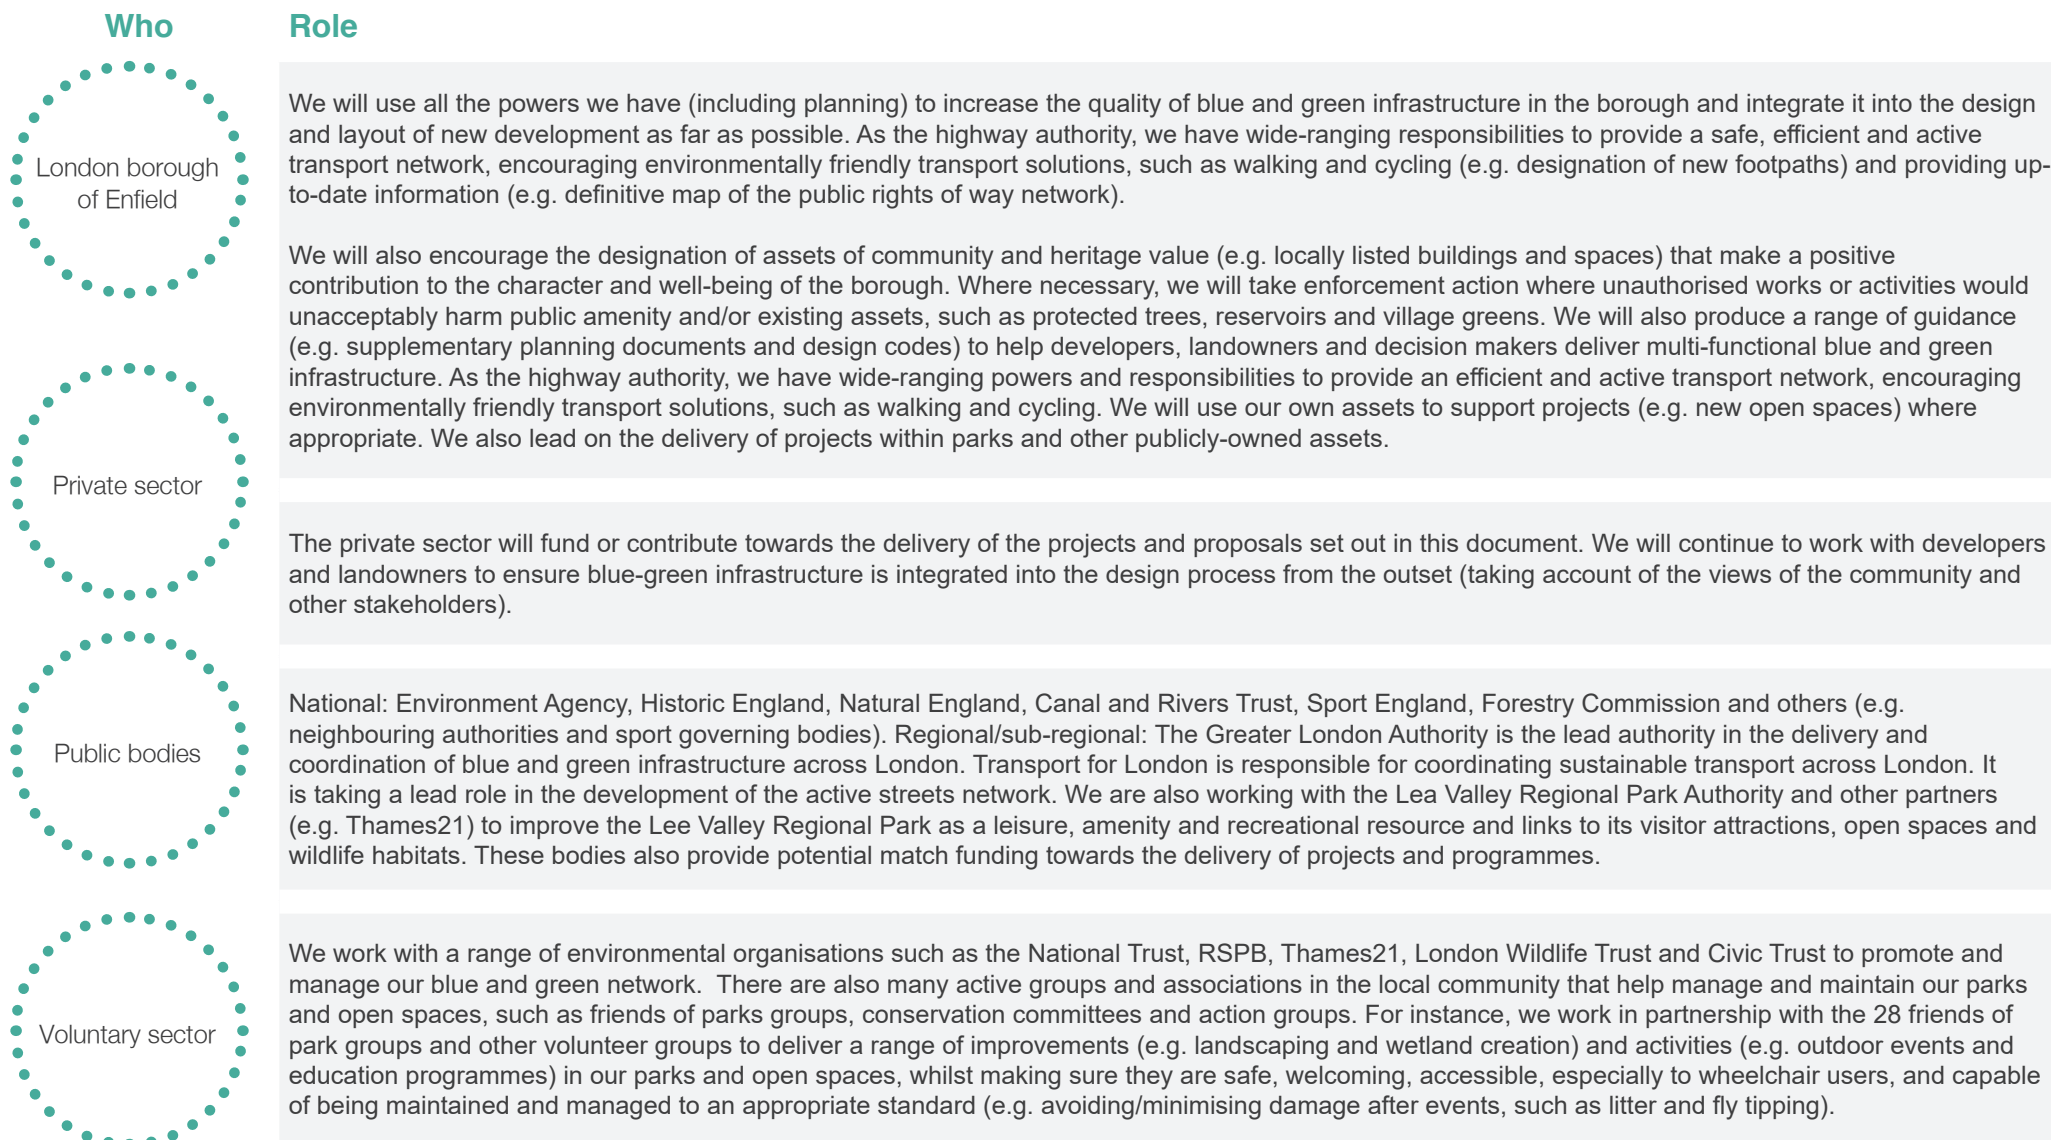 Who
Role
London borough
of Enfield
We will use all the powers we have (including planning) to increase the quality of blue and green infrastructure in the borough and integrate it into the design
and layout of new development as far as possible. As the highway authority, we have wide-ranging responsibilities to provide a safe, efficient and active
transport network, encouraging environmentally friendly transport solutions, such as walking and cycling (e.g. designation of new footpaths) and providing up-
to-date information (e.g. definitive map of the public rights of way network).
We will also encourage the designation of assets of community and heritage value (e.g. locally listed buildings and spaces) that make a positive
contribution to the character and well-being of the borough. Where necessary, we will take enforcement action where unauthorised works or activities would
unacceptably harm public amenity and/or existing assets, such as protected trees, reservoirs and village greens. We will also produce a range of guidance
(e.g. supplementary planning documents and design codes) to help developers, landowners and decision makers deliver multi-functional blue and green
infrastructure. As the highway authority, we have wide-ranging powers and responsibilities to provide an efficient and active transport network, encouraging
environmentally friendly transport solutions, such as walking and cycling. We will use our own assets to support projects (e.g. new open spaces) where
appropriate. We also lead on the delivery of projects within parks and other publicly-owned assets.
Private sector
The private sector will fund or contribute towards the delivery of the projects and proposals set out in this document. We will continue to work with developers
and landowners to ensure blue-green infrastructure is integrated into the design process from the outset (taking account of the views of the community and
other stakeholders).
Public bodies
National: Environment Agency, Historic England, Natural England, Canal and Rivers Trust, Sport England, Forestry Commission and others (e.g.
neighbouring authorities and sport governing bodies). Regional/sub-regional: The Greater London Authority is the lead authority in the delivery and
coordination of blue and green infrastructure across London. Transport for London is responsible for coordinating sustainable transport across London. It
is taking a lead role in the development of the active streets network. We are also working with the Lea Valley Regional Park Authority and other partners
(e.g. Thames21) to improve the Lee Valley Regional Park as a leisure, amenity and recreational resource and links to its visitor attractions, open spaces and
wildlife habitats. These bodies also provide potential match funding towards the delivery of projects and programmes.
Voluntary sector
We work with a range of environmental organisations such as the National Trust, RSPB, Thames21, London Wildlife Trust and Civic Trust to promote and
manage our blue and green network.  There are also many active groups and associations in the local community that help manage and maintain our parks
and open spaces, such as friends of parks groups, conservation committees and action groups. For instance, we work in partnership with the 28 friends of
park groups and other volunteer groups to deliver a range of improvements (e.g. landscaping and wetland creation) and activities (e.g. outdoor events and
education programmes) in our parks and open spaces, whilst making sure they are safe, welcoming, accessible, especially to wheelchair users, and capable
of being maintained and managed to an appropriate standard (e.g. avoiding/minimising damage after events, such as litter and fly tipping).